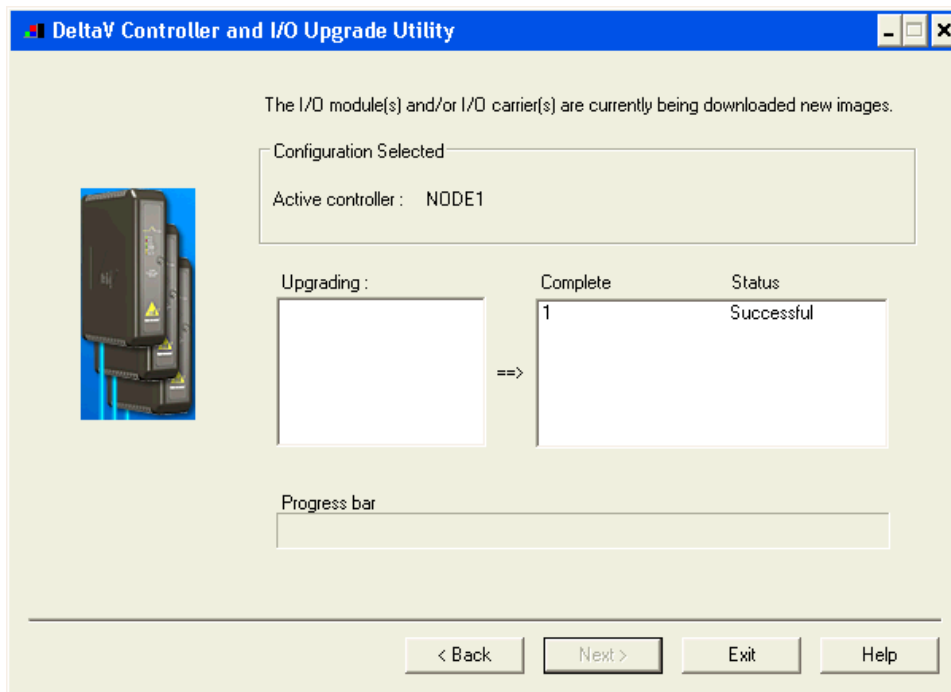 DeltaV Controller and I/O Upgrade Utility
The I/O module(s) and/or I/O carrier(s) are currently being downloaded new images.
Configuration Selected
Active controller : NODE1
Upgrading :
Complete Status
1 Successful
==>
Progress bar
< Back Next > Exit Help